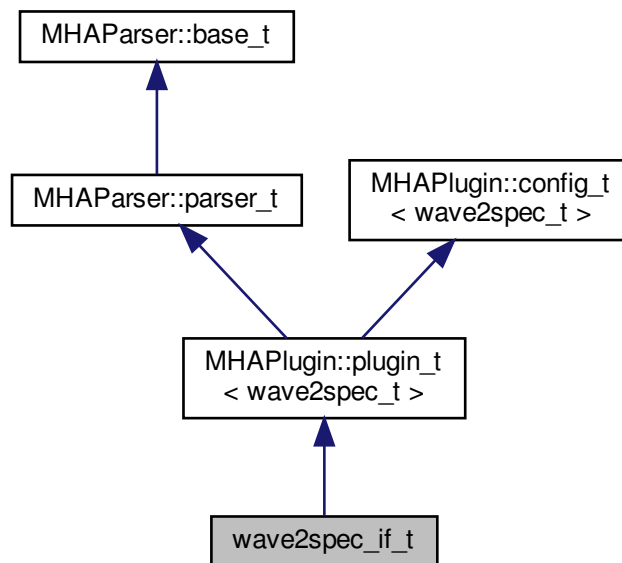 MHAParser::base_t
MHAParser::parser_t
MHAPlugin::config_t
< wave2spec_t >
MHAPlugin::plugin_t
< wave2spec_t >
wave2spec_if_t